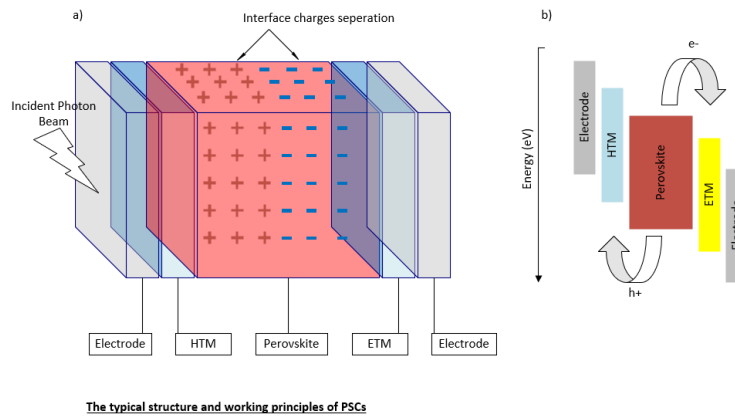 a)
Interface charges seperation
Incident Photon
Beam
Electrode
HTM
Perovskite
ETM
Electrode
The typical structure and working principles of PSCs
b)
e-
Energy (eV)
Electrode
HTM
Perovskite
ETM
Electrode
h+